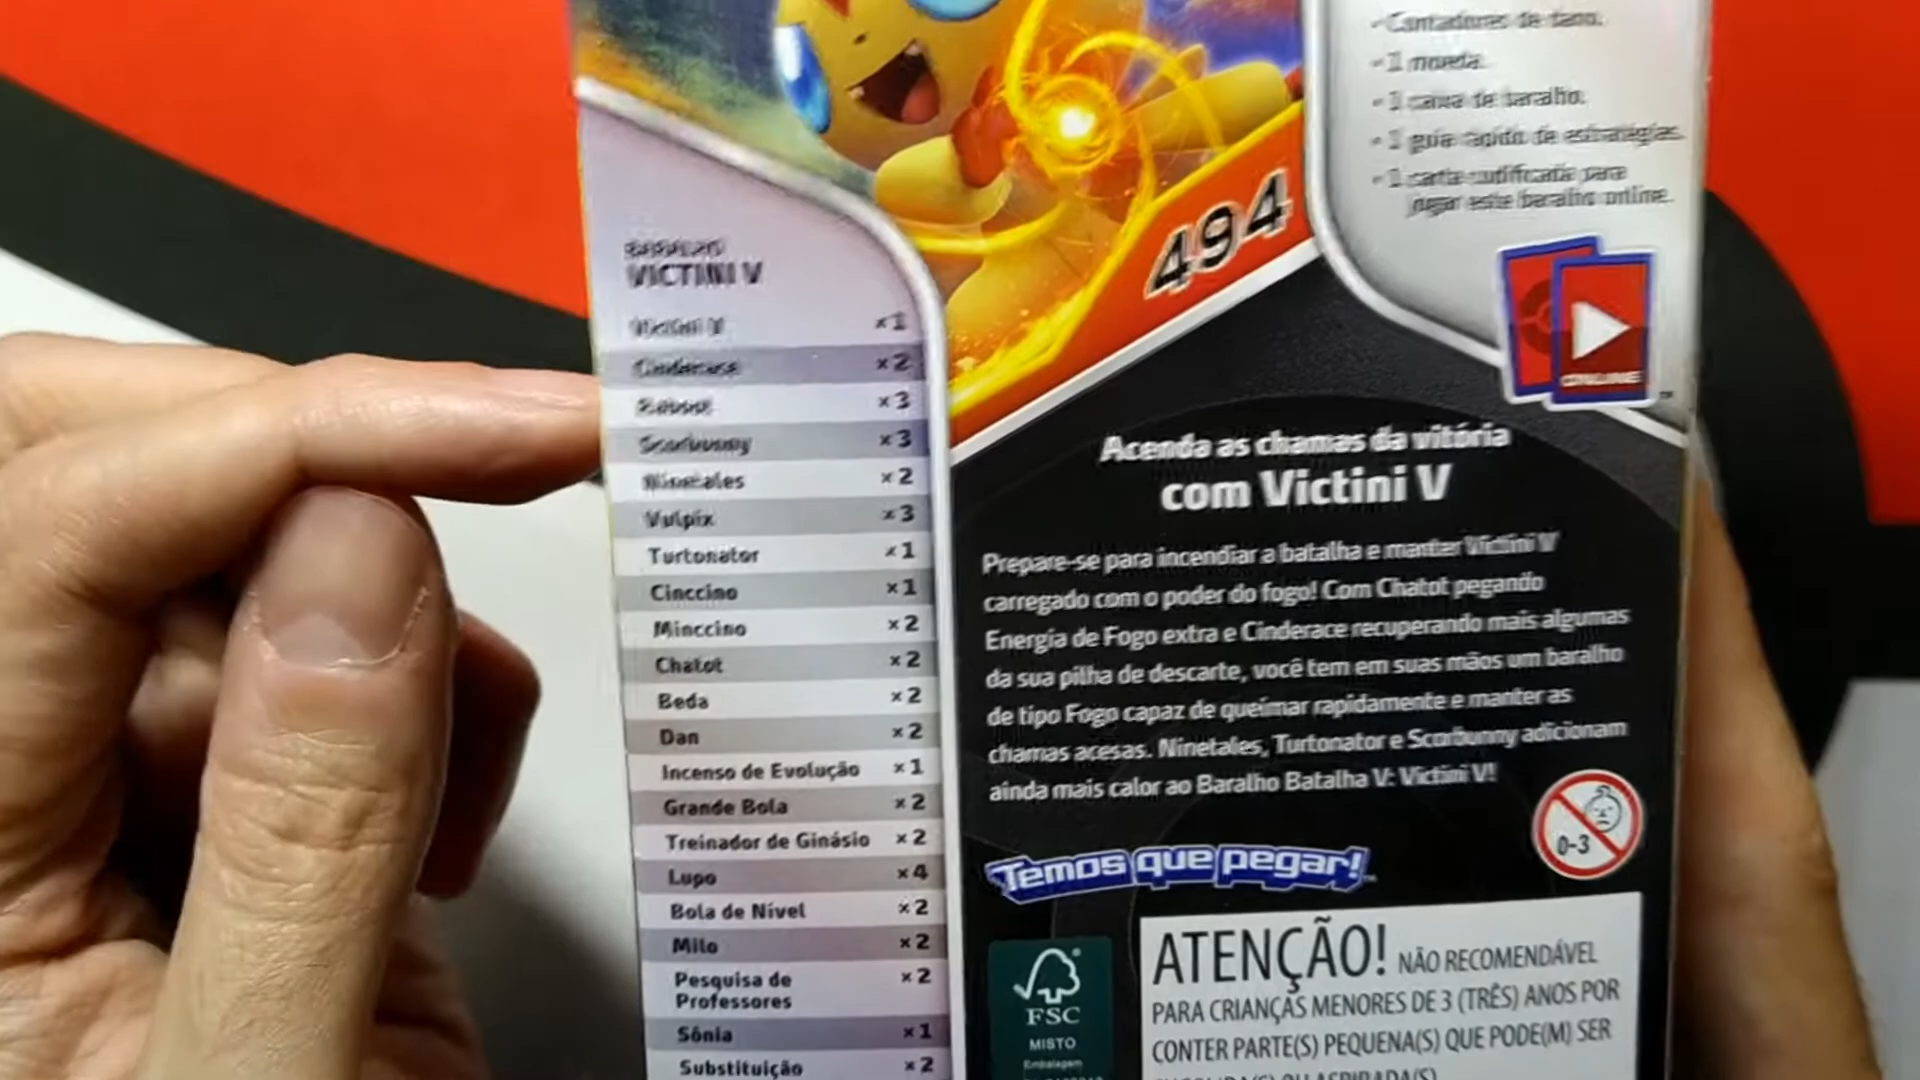 BARALHO
VICTINI V
Victini V x1
Cinderace x2
Raboot x3
Scorbunny x3
Ninetales x2
Vulpix x3
Turtonator x1
Cinccino x1
Minccino x2
Chatot x2
Beda x2
Dan x2
Incenso de Evolução x1
Grande Bola x2
Treinador de Ginásio x2
Lupo x4
Bola de Nível x2
Milo x2
Pesquisa de x2
Professores
Sônia x1
Substituição x2
494
- Contadores de dano.
- 1 moeda.
- 1 caixa de baralho.
- 1 guia rápido de estratégias.
- 1 carta codificada para
jogar este baralho online.
ONLINE
Acenda as chamas da vitória
com Victini V
Prepare-se para incendiar a batalha e manter Victini V
carregado com o poder do fogo! Com Chatot pegando
Energia de Fogo extra e Cinderace recuperando mais algumas
da sua pilha de descarte, você tem em suas mãos um baralho
de tipo Fogo capaz de queimar rapidamente e manter as
chamas acesas. Ninetales, Turtonator e Scorbunny adicionam
ainda mais calor ao Baralho Batalha V: Victini V!
0-3
Temos que pegar!
FSC
MISTO
Embalagem
ATENÇÃO! NÃO RECOMENDÁVEL
PARA CRIANÇAS MENORES DE 3 (TRÊS) ANOS POR
CONTER PARTE(S) PEQUENA(S) QUE PODE(M) SER